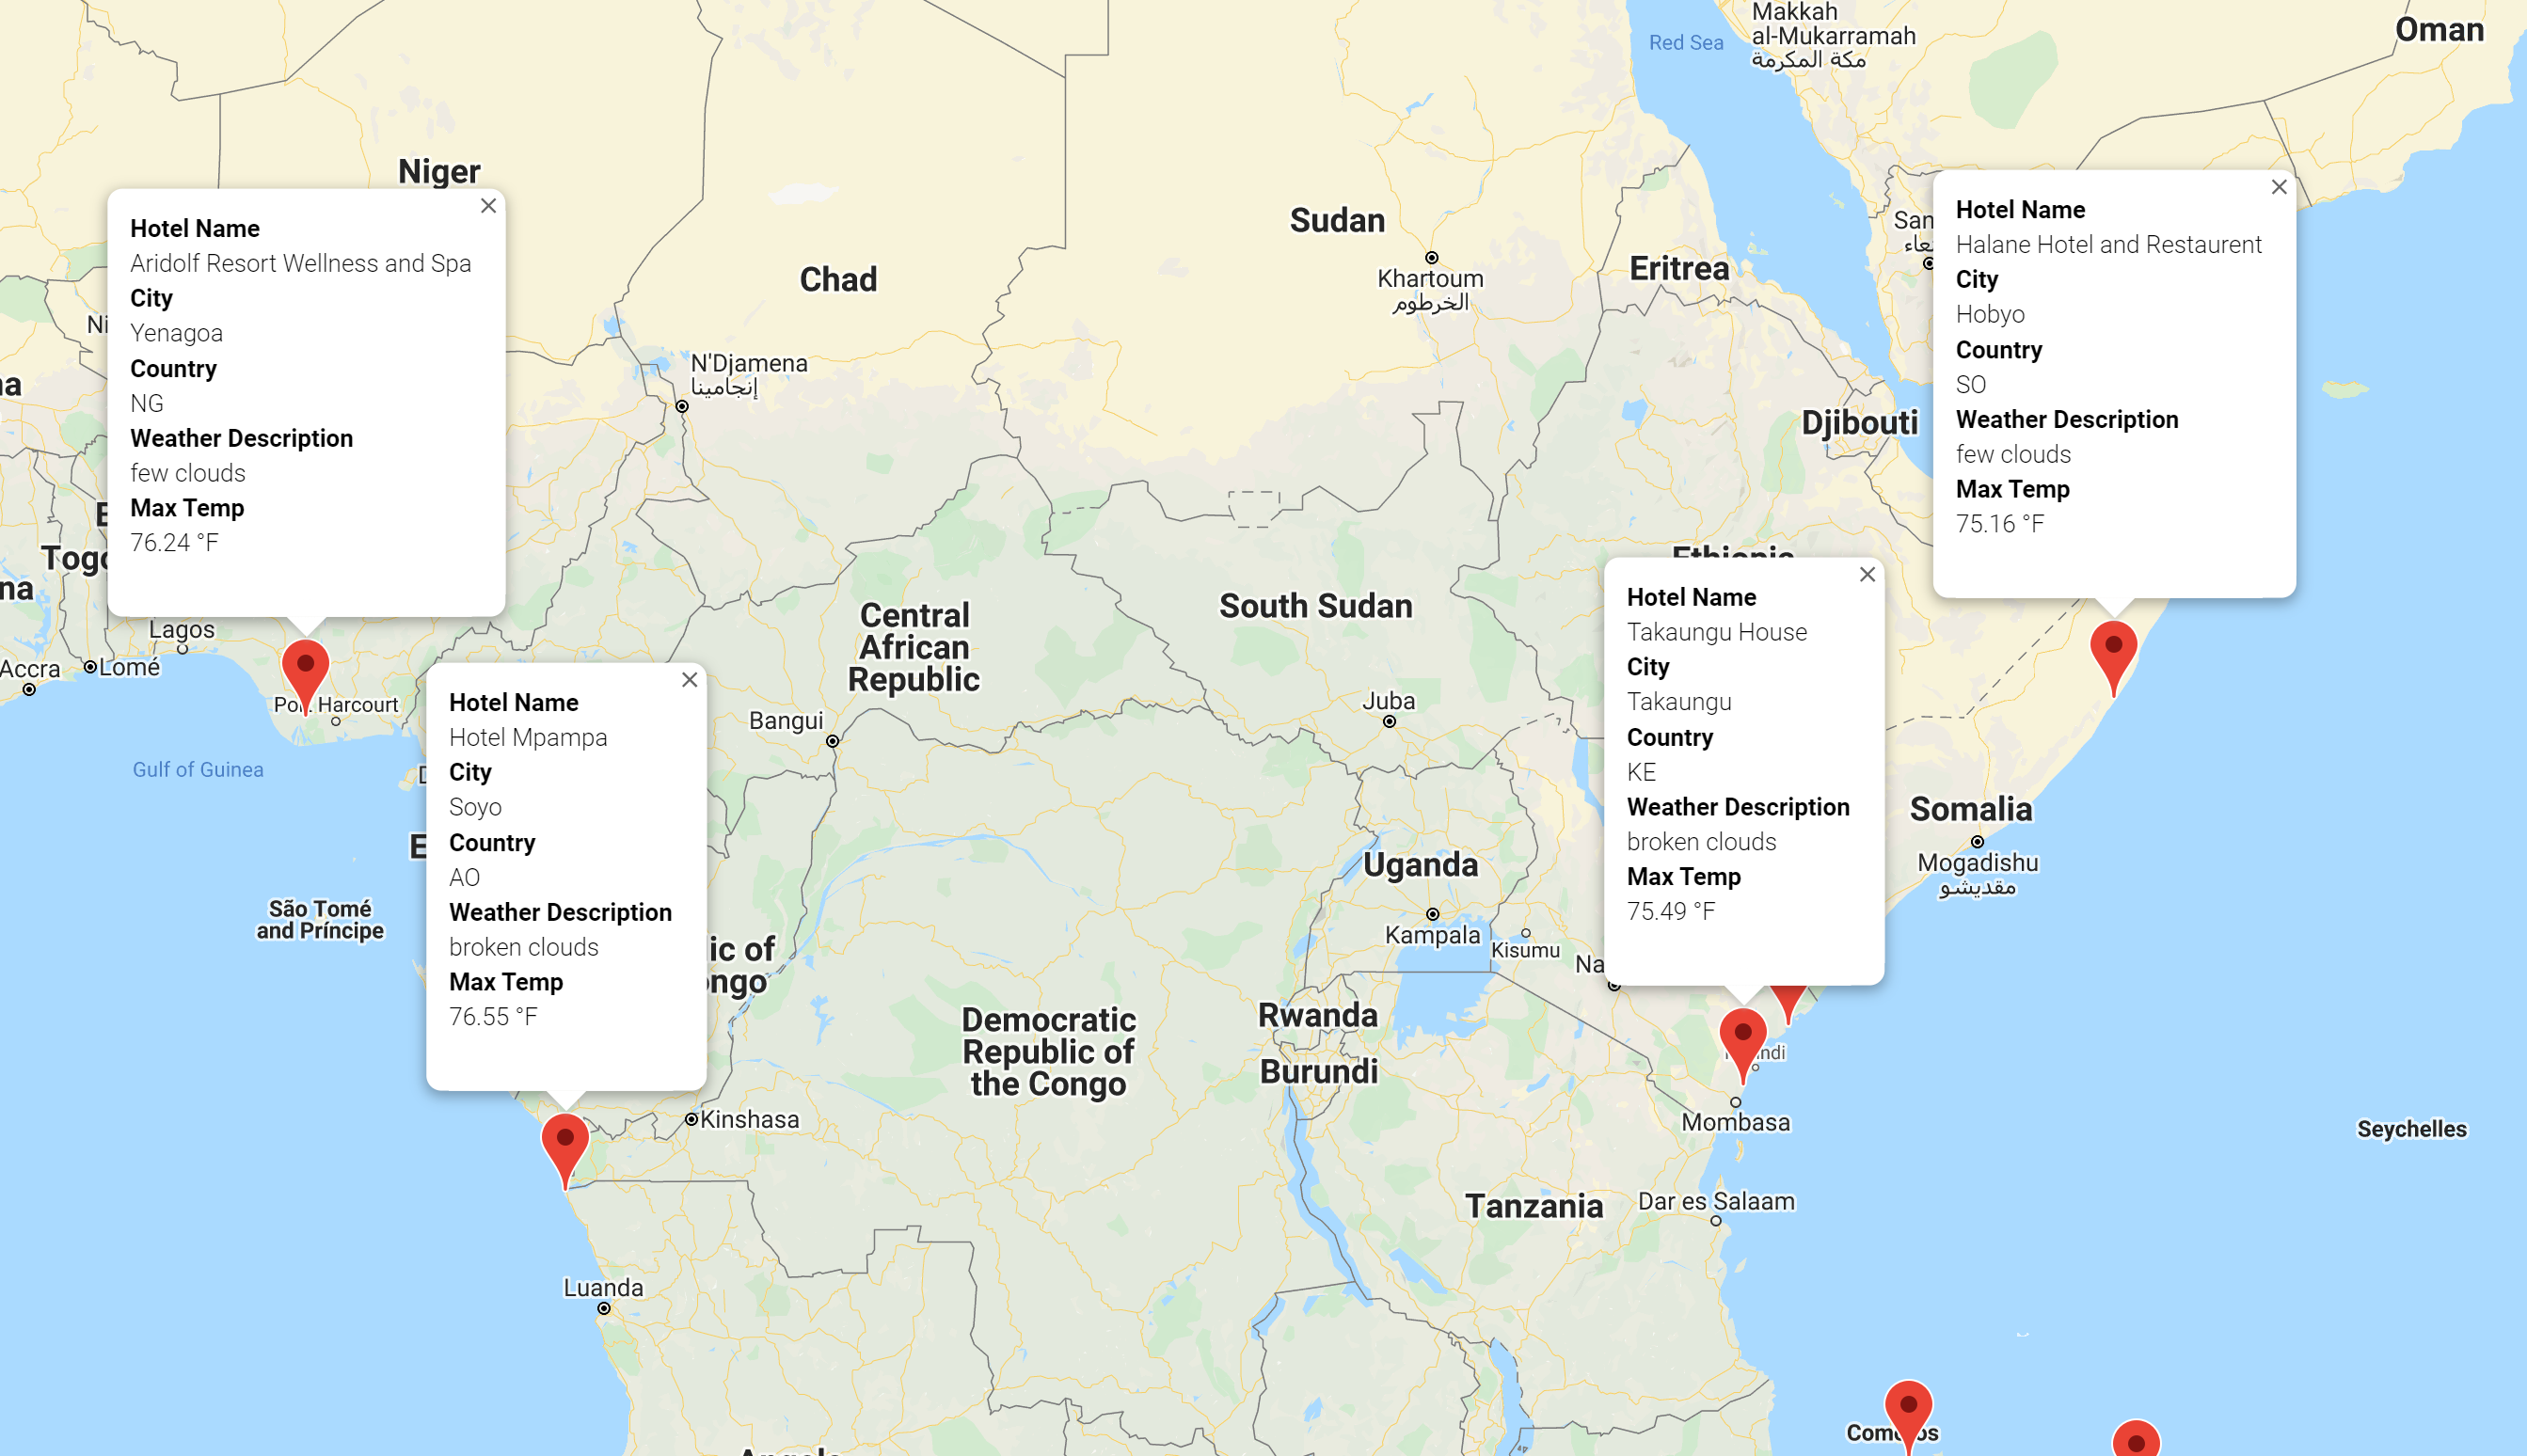 Makkah
al-Mukarramah
مكة المكرمة
Oman
Red Sea
Niger
Sudan
Khartoum
الخرطوم
Eritrea
Chad
N'Djamena
إنجامينا
Djibouti
Hotel Name
Aridolf Resort Wellness and Spa
City
Yenagoa
Country
NG
Weather Description
few clouds
Max Temp
76.24 °F
Hotel Name
Halane Hotel and Restaurent
City
Hobyo
Country
SO
Weather Description
few clouds
Max Temp
75.16 °F
Ethiopia
Central
African
Republic
South Sudan
Lagos
Accra
Lomé
Port Harcourt
Gulf of Guinea
Bangui
Juba
Hotel Name
Hotel Mpampa
City
Soyo
Country
AO
Weather Description
broken clouds
Max Temp
76.55 °F
Hotel Name
Takaungu House
City
Takaungu
Country
KE
Weather Description
broken clouds
Max Temp
75.49 °F
Somalia
Mogadishu
مقديشو
Uganda
Kampala
Kisumu
São Tomé
and Príncipe
Democratic
Republic of
the Congo
Rwanda
Burundi
Kinshasa
Mombasa
Seychelles
Tanzania
Dar es Salaam
Luanda
Comoros
Angola